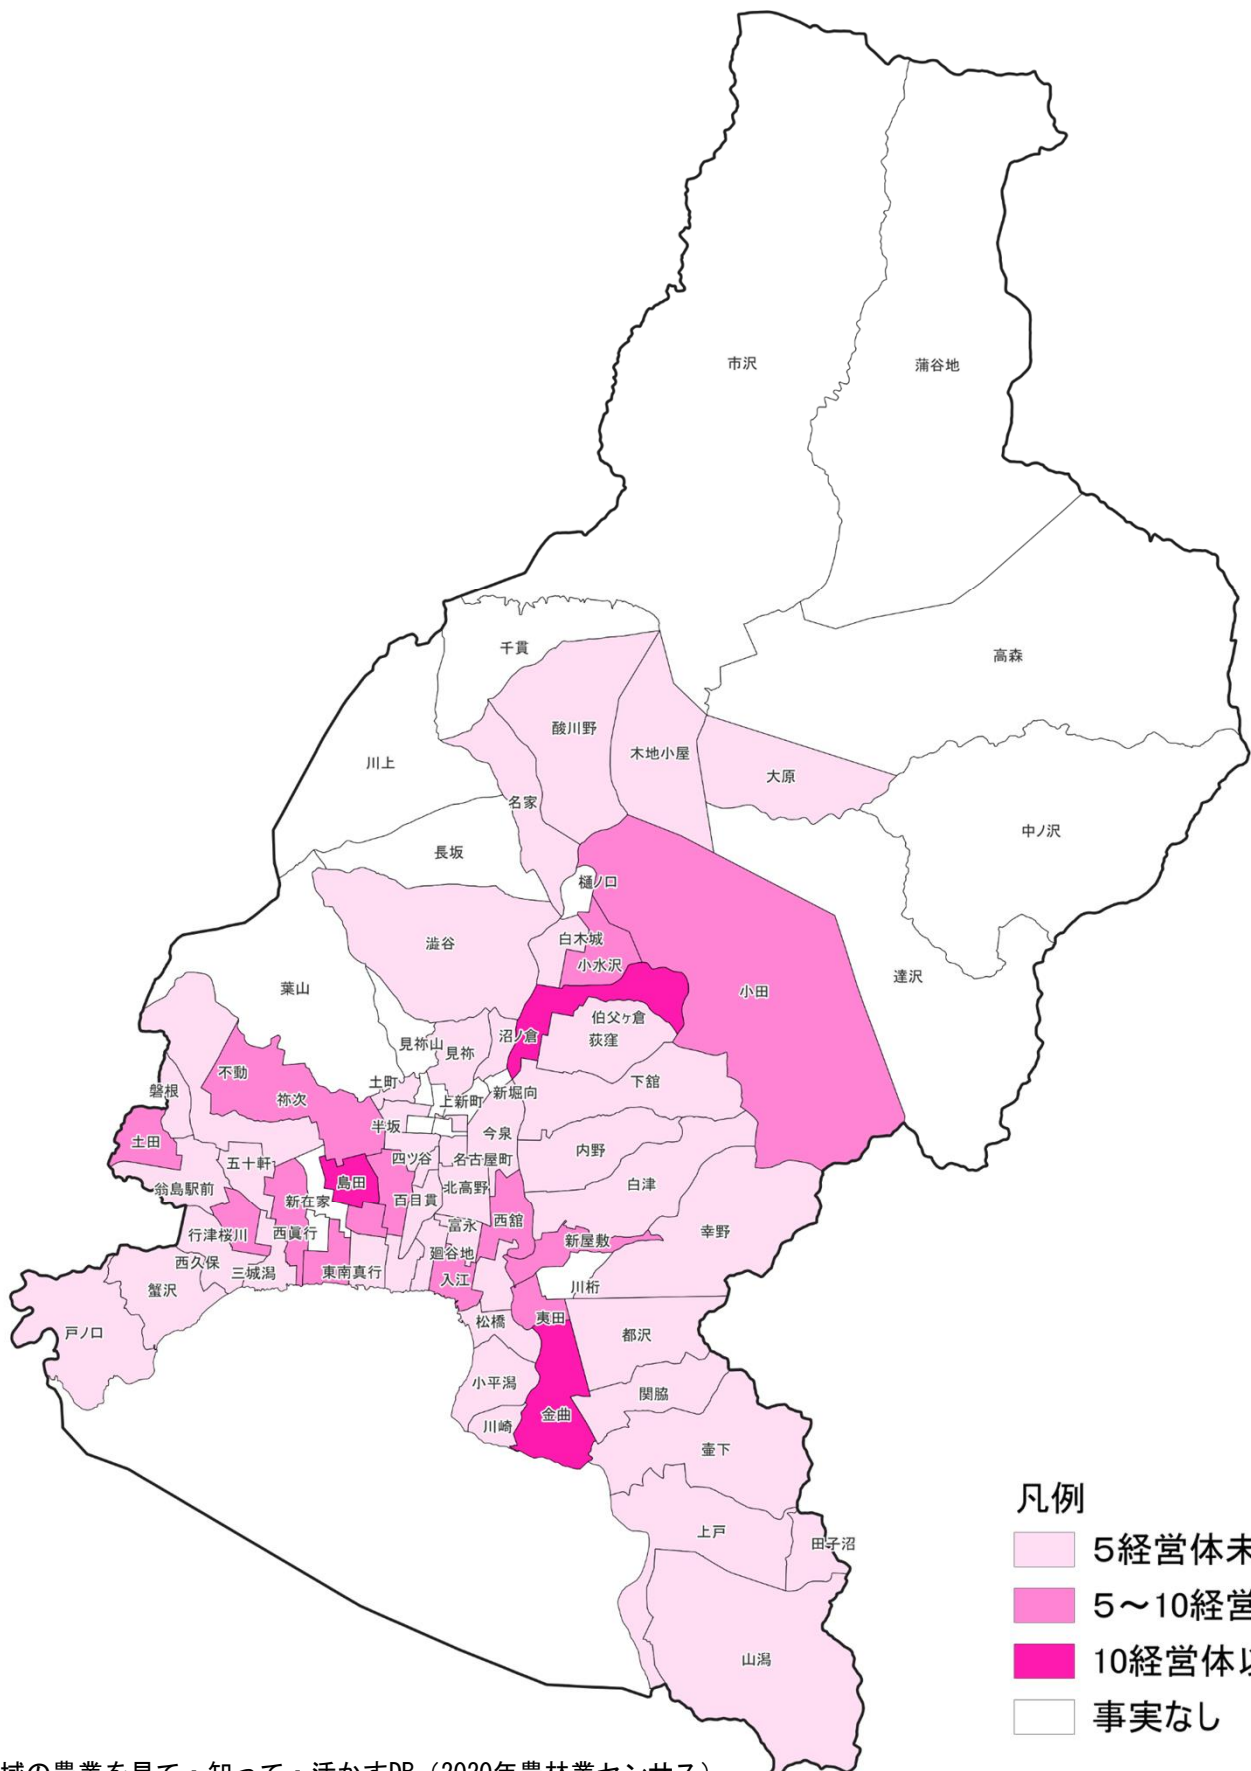 市沢
蒲谷地
千貫
高森
酸川野
木地小屋
川上
大原
名家
中ノ沢
長坂
樋ノ口
白木城
澁谷
小水沢
達沢
葉山
小田
伯父ヶ倉
沼ノ倉
荻窪
見祢山
見祢
不動
土町
下舘
磐根
祢次
新堀向
上新町
半坂
今泉
土田
内野
五十軒
四ツ谷
名古屋町
島田
白津
翁島駅前
北高野
新在家
百目貫
西舘
富永
幸野
行津桜川
西眞行
新屋敷
廻谷地
西久保
三城潟
東南真行
入江
川桁
蟹沢
夷田
松橋
都沢
戸ノ口
小平潟
関脇
金曲
川崎
壷下
上戸
田子沼
山潟
凡例
5経営体未
5～10経営
10経営体以
事実なし
域の農業を見て・知って・活かすDB（2020年農林業センサス）